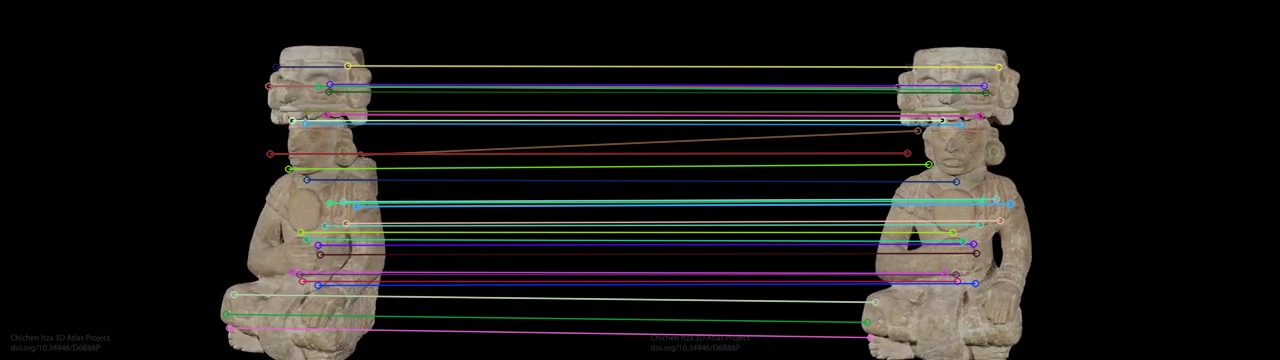 Chichen Itza 3D Atlas Project
doi.org/10.34946/D6B88P
Chichen Itza 3D Atlas Project
doi.org/10.34946/D6B88P